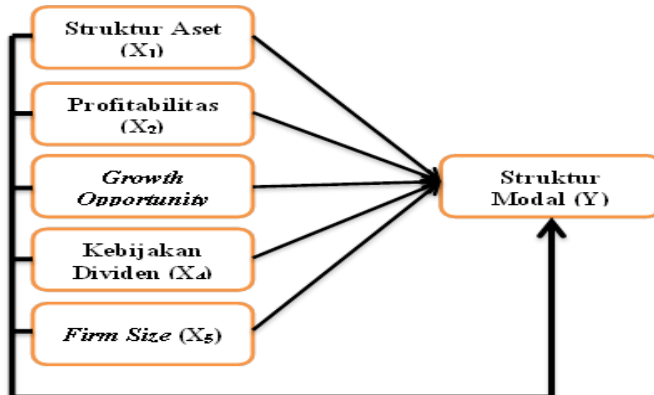 Struktur Aset
(X₁)
Profitabilitas
(X₂)
Growth
Opportunity
Kebijakan
Dividen (X₄)
Firm Size (X₅)
Struktur
Modal (Y)